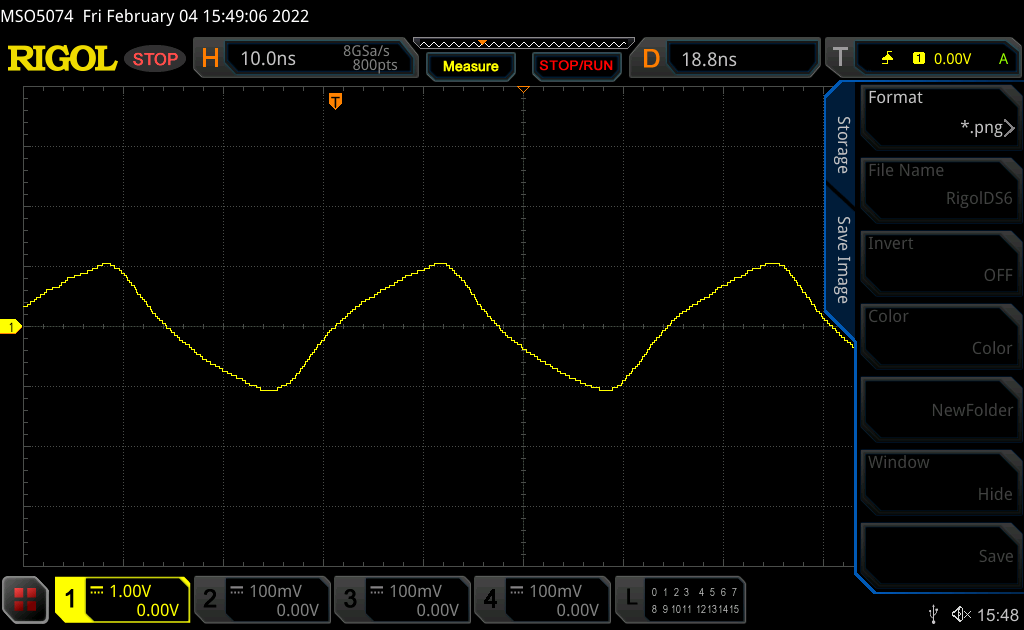 MSO5074  Fri February 04 15:49:06 2022
RIGOL STOP H 10.0ns 8GSa/s 800pts Measure STOP/RUN D 18.8ns T 1 0.00V A
T
Storage
Save Image
Format
*.png
File Name
RigolDS6
Invert
OFF
Color
Color
NewFolder
Window
Hide
Save
1
1 1.00V 0.00V
2 100mV 0.00V
3 100mV 0.00V
4 100mV 0.00V
L 0 1 2 3 4 5 6 7
8 9 10 11 12 13 14 15
15:48